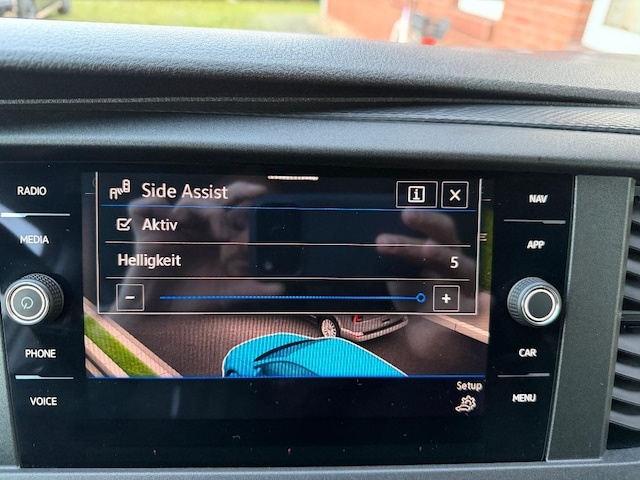 Side Assist
Aktiv
Helligkeit 5
RADIO
MEDIA
PHONE
VOICE
NAV
APP
CAR
MENU
Setup